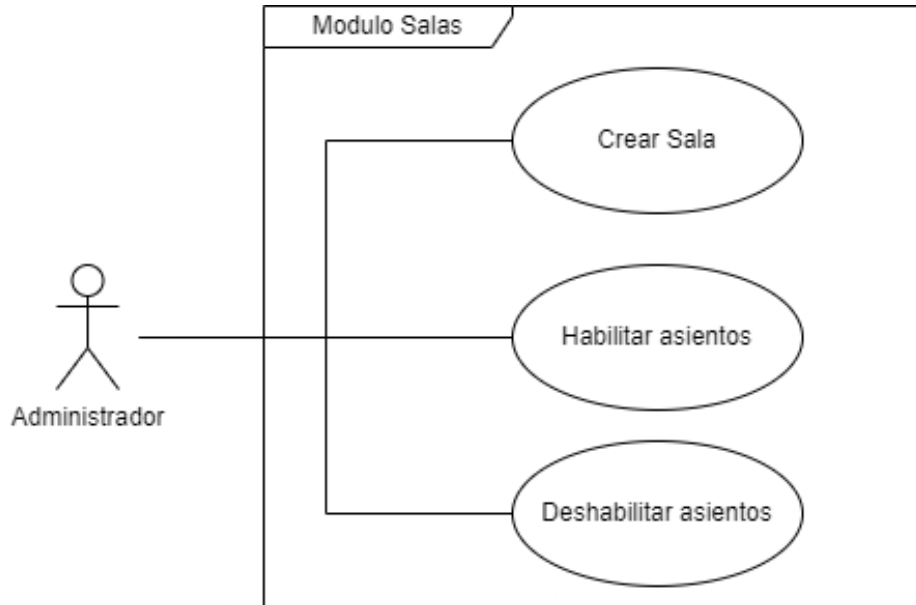 Modulo Salas
Crear Sala
Habilitar asientos
Administrador
Deshabilitar asientos